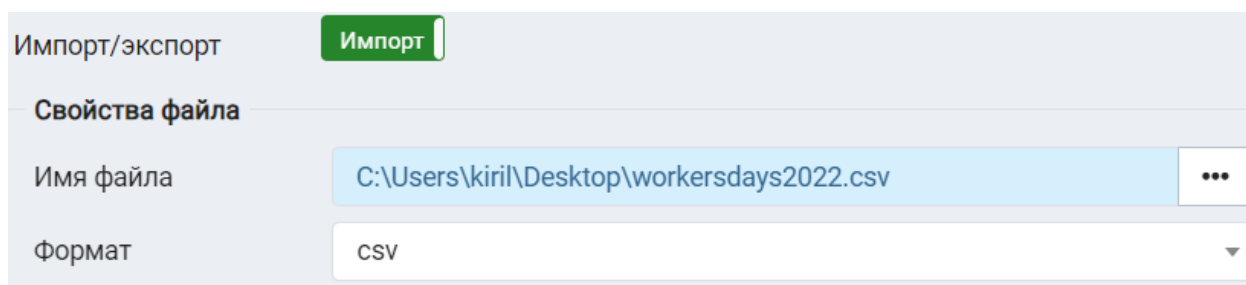 Импорт/экспорт Импорт
Свойства файла
Имя файла C:\Users\kiril\Desktop\workersdays2022.csv •••
Формат csv